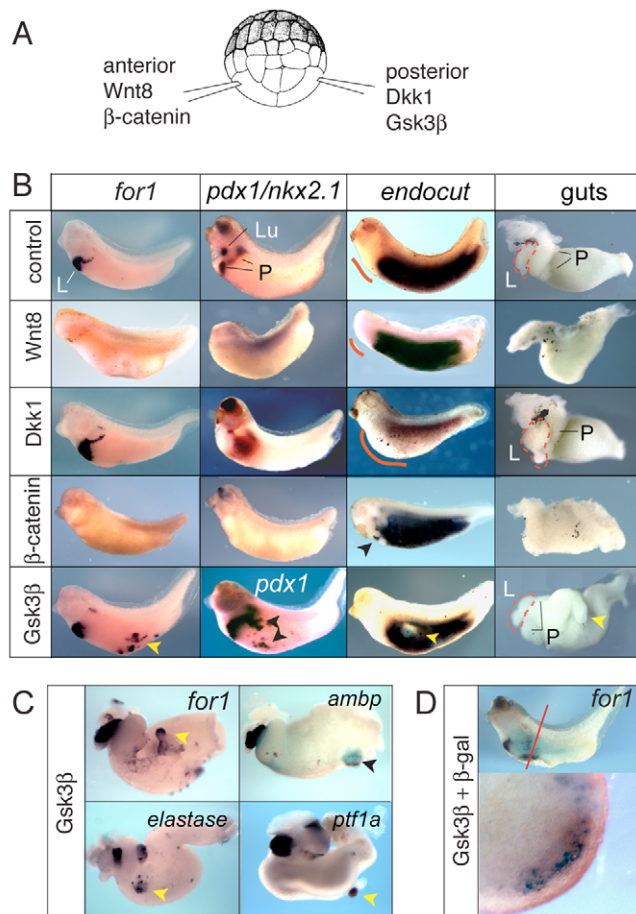 A
anterior
Wnt8
β-catenin
posterior
Dkk1
Gsk3β
B
for1
pdx1/nkx2.1
endocut
guts
control
L
Lu
P
L
P
Wnt8
Dkk1
L
P
β-catenin
Gsk3β
pdx1
L
P
C
Gsk3β
for1
ambp
elastase
ptf1a
D
Gsk3β + β-gal
for1